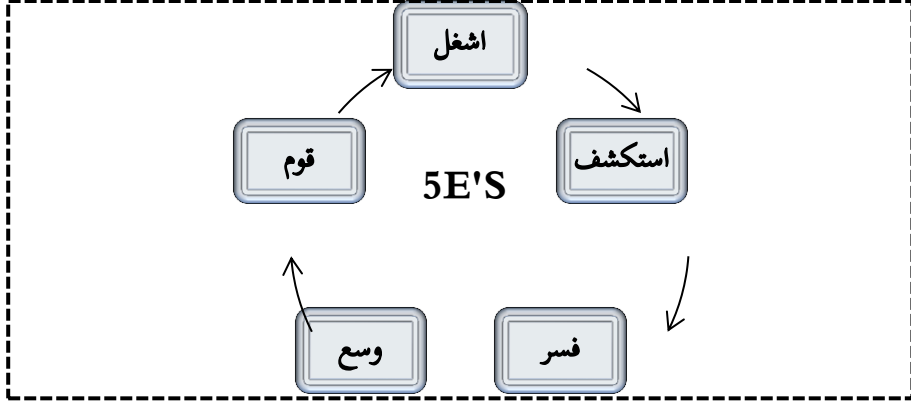 اشغل
استكشف
قوم
5E'S
فسر
وسع